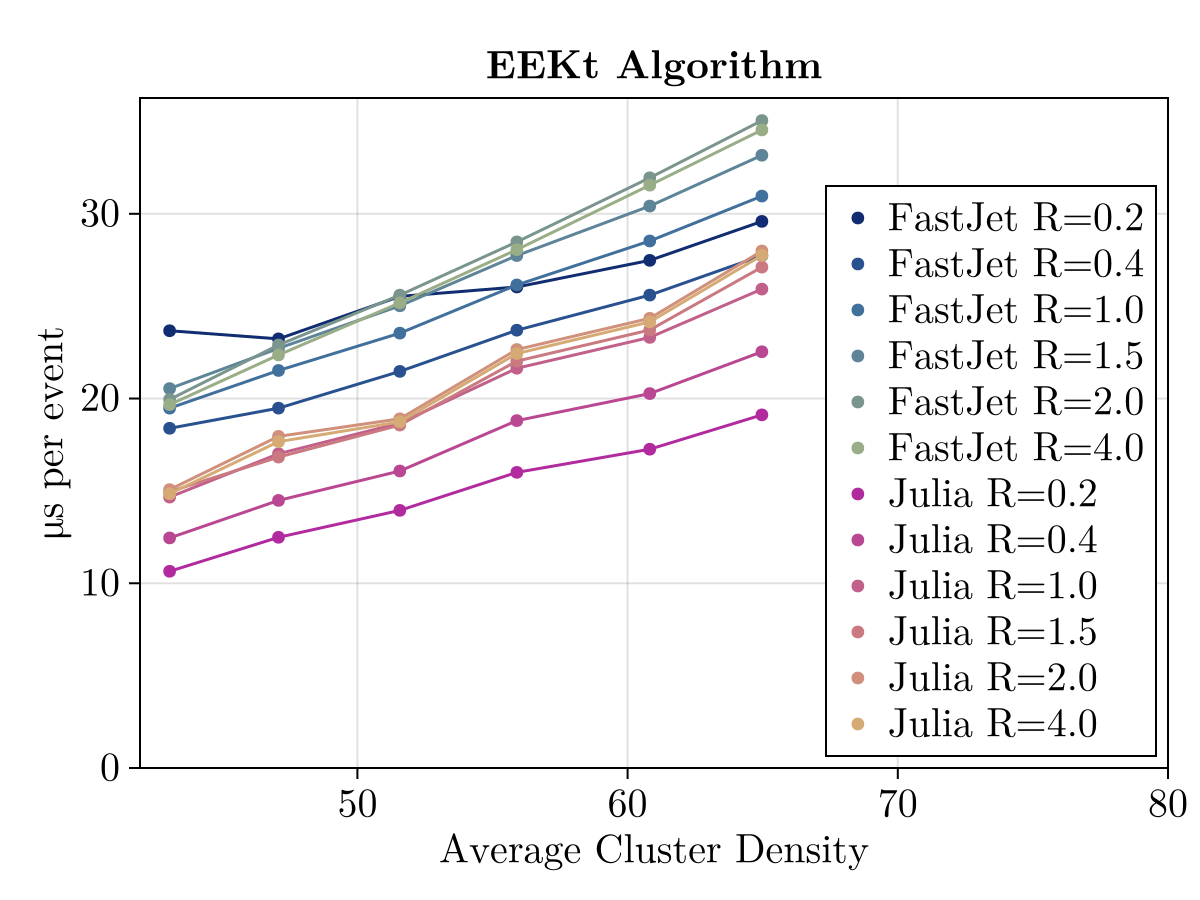 EEKt Algorithm
30
20
10
0
µs per event
50
60
70
80
Average Cluster Density
FastJet R=0.2
FastJet R=0.4
FastJet R=1.0
FastJet R=1.5
FastJet R=2.0
FastJet R=4.0
Julia R=0.2
Julia R=0.4
Julia R=1.0
Julia R=1.5
Julia R=2.0
Julia R=4.0